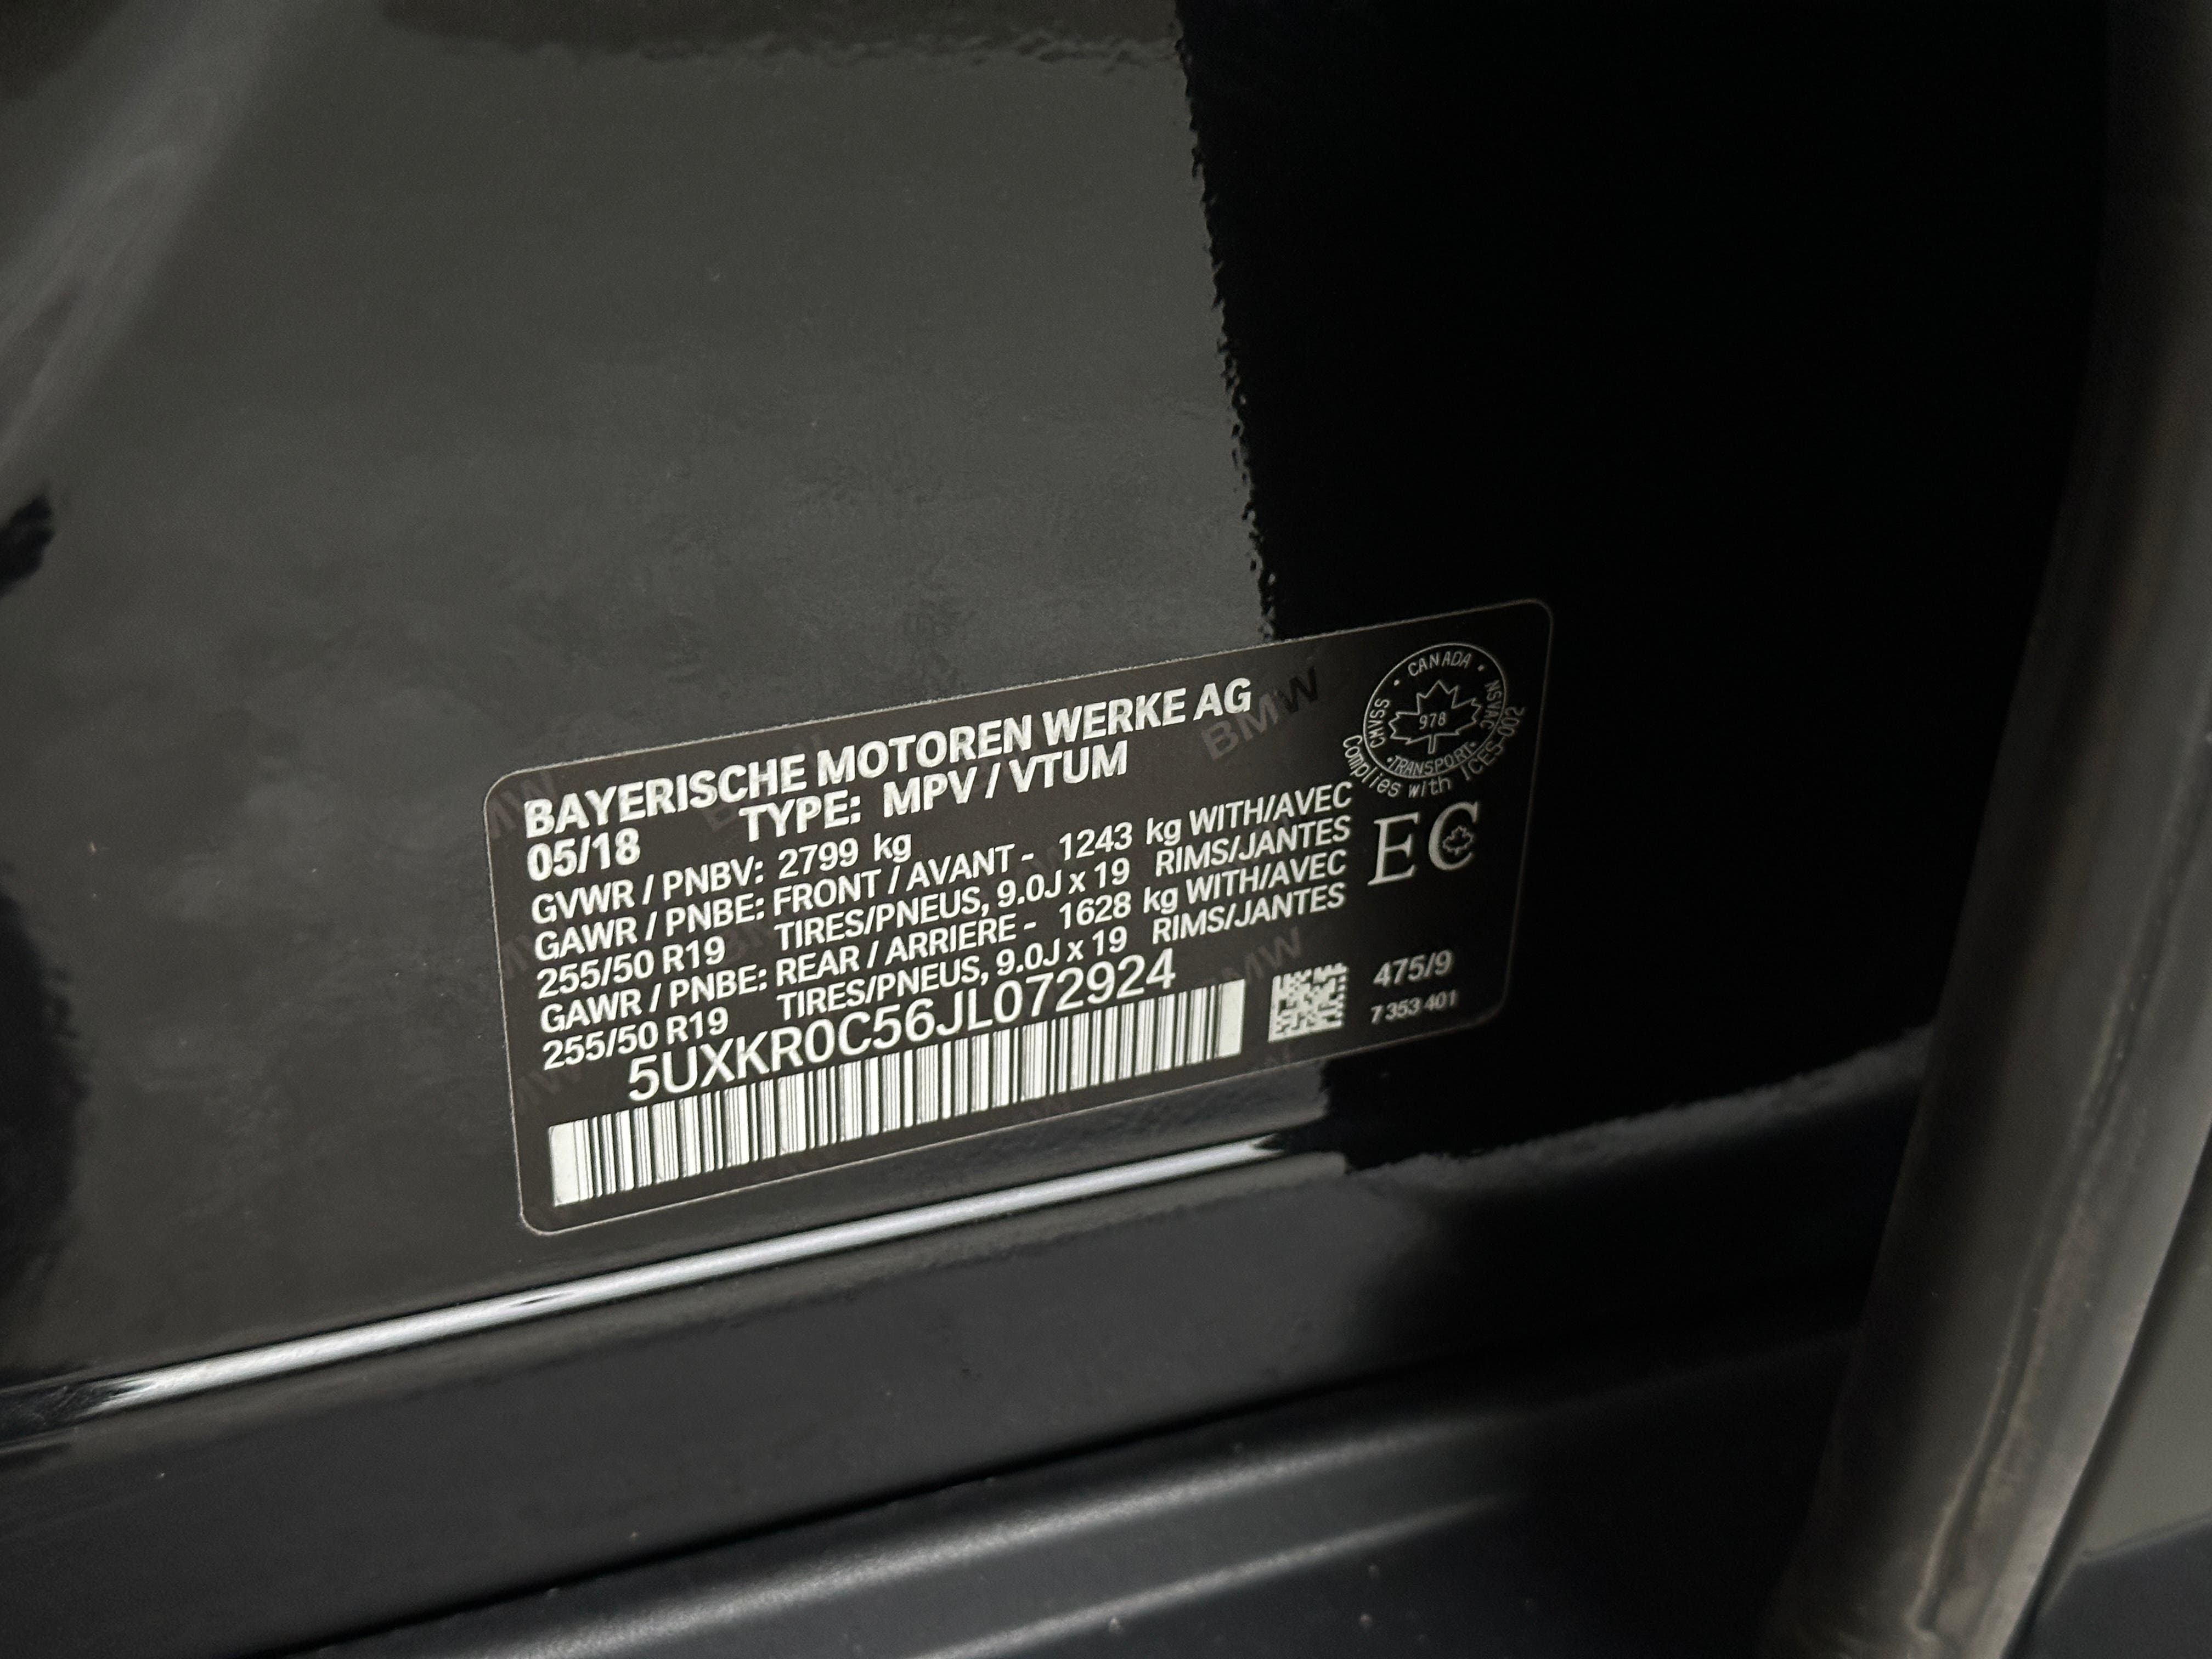 BAYERISCHE MOTOREN WERKE AG
05/18 TYPE: MPV / VTUM
GVWR / PNBV: 2799 kg
GAWR / PNBE: FRONT / AVANT - 1243 kg WITH/AVEC
255/50 R19 TIRES/PNEUS, 9.0J x 19 RIMS/JANTES
GAWR / PNBE: REAR / ARRIERE - 1628 kg WITH/AVEC
255/50 R19 TIRES/PNEUS, 9.0J x 19 RIMS/JANTES
5UXKR0C56JL072924
CANADA
CMVSS
NSVAC
978
TRANSPORT
Complies with ICES-002
EC
475/9
7 353 401
BMW